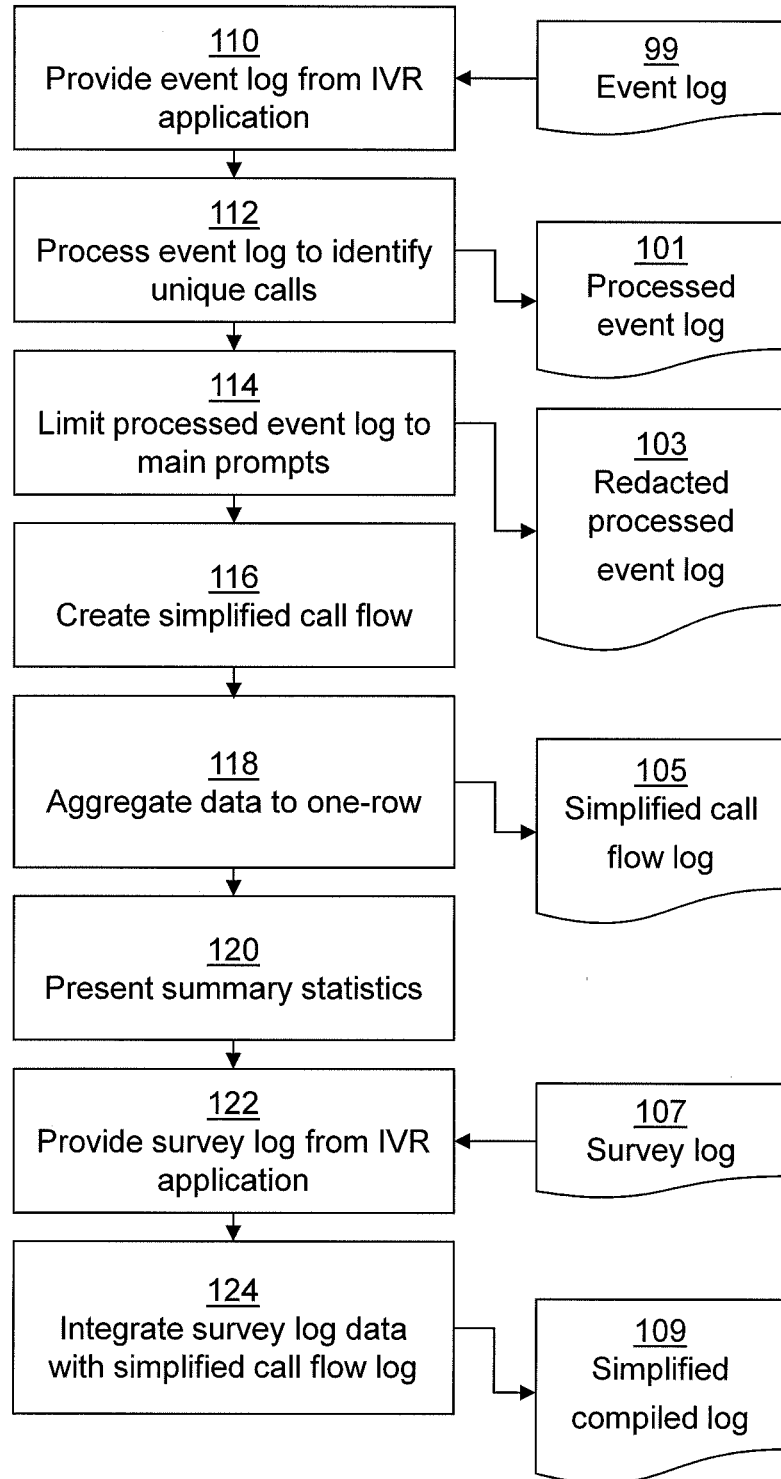 110
Provide event log from IVR
application
99
Event log
112
Process event log to identify
unique calls
101
Processed
event log
114
Limit processed event log to
main prompts
103
Redacted
processed
event log
116
Create simplified call flow
118
Aggregate data to one-row
105
Simplified call
flow log
120
Present summary statistics
122
Provide survey log from IVR
application
107
Survey log
124
Integrate survey log data
with simplified call flow log
109
Simplified
compiled log